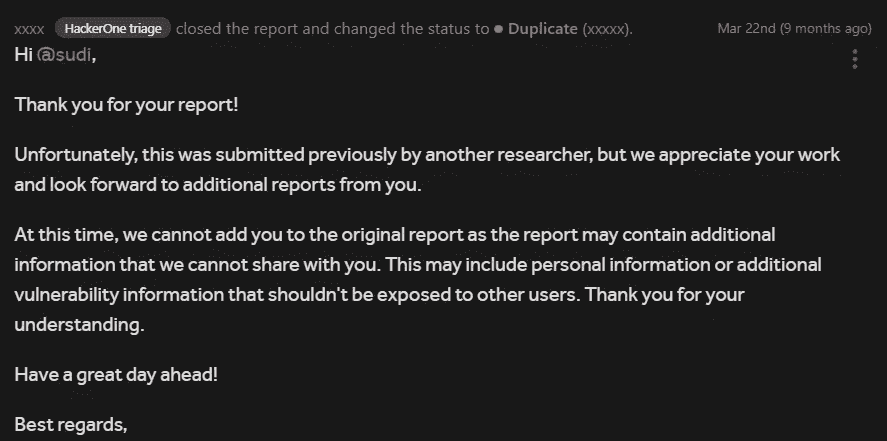 xxxx HackerOne triage closed the report and changed the status to ● Duplicate (xxxxx). Mar 22nd (9 months ago)
Hi @sudi,
Thank you for your report!
Unfortunately, this was submitted previously by another researcher, but we appreciate your work
and look forward to additional reports from you.
At this time, we cannot add you to the original report as the report may contain additional
information that we cannot share with you. This may include personal information or additional
vulnerability information that shouldn't be exposed to other users. Thank you for your
understanding.
Have a great day ahead!
Best regards,